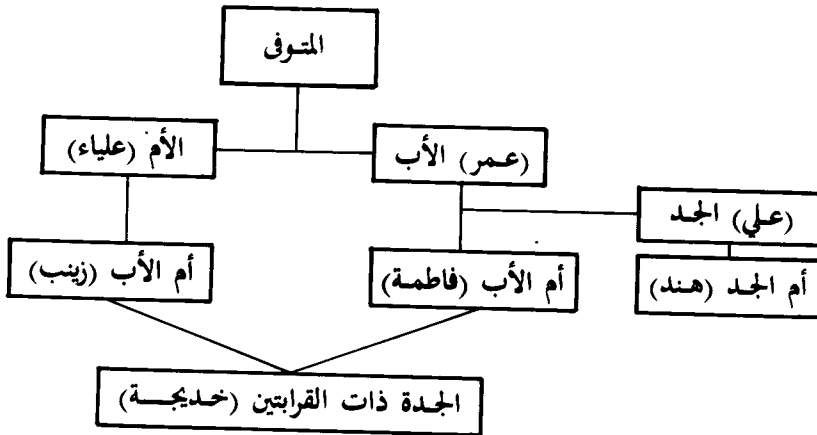 المتوفى
(عمر) الأب
الأم (علياء)
(علي) الجد
أم الجد (هند)
أم الأب (فاطمة)
أم الأب (زينب)
الجدة ذات القرابتين (خديجة)